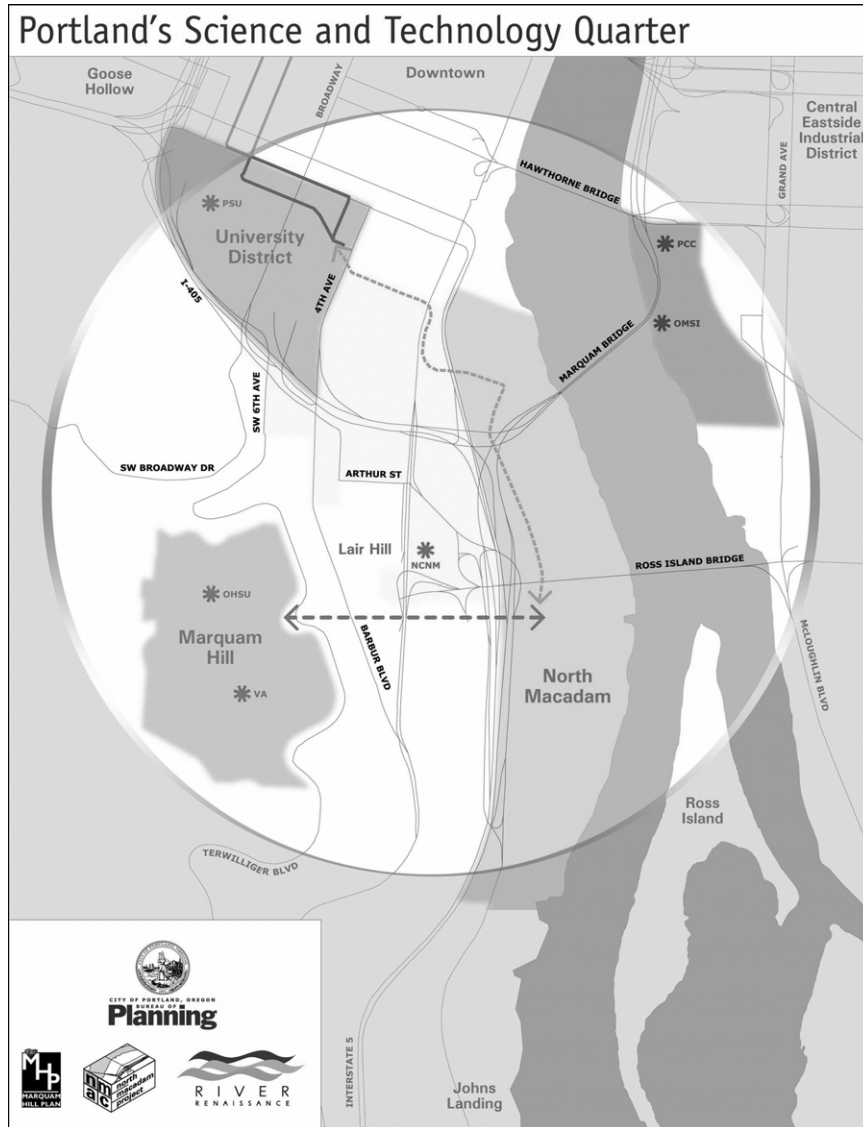 Portland's Science and Technology Quarter
Goose
Hollow
BROADWAY
Downtown
Central
Eastside
Industrial
District
GRAND AVE
HAWTHORNE BRIDGE
PSU
University
District
PCC
I-405
4TH AVE
OMSI
MARQUAM BRIDGE
SW 6TH AVE
SW BROADWAY DR
ARTHUR ST
Lair Hill
NCNM
ROSS ISLAND BRIDGE
OHSU
Marquam
Hill
BARBUR BLVD
North
Macadam
McLOUGHLIN BLVD
VA
Ross
Island
TERWILLIGER BLVD
CITY OF PORTLAND, OREGON
BUREAU OF
Planning
MHP
MARQUAM
HILL PLAN
nmac
north
macadam
project
RIVER
RENAISSANCE
INTERSTATE 5
Johns
Landing